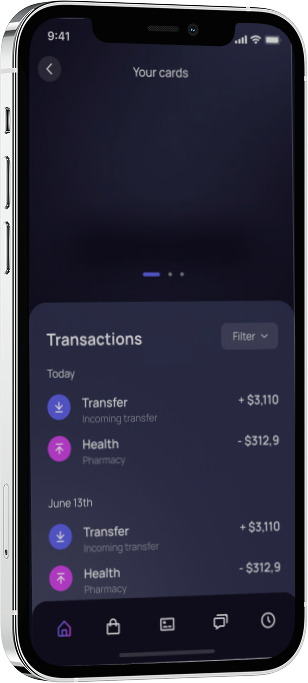 9:41
Your cards
Transactions
Filter
Today
Transfer
+ $3,110
Incoming transfer
Health
- $312,9
Pharmacy
June 13th
Transfer
+ $3,110
Incoming transfer
Health
- $312,9
Pharmacy